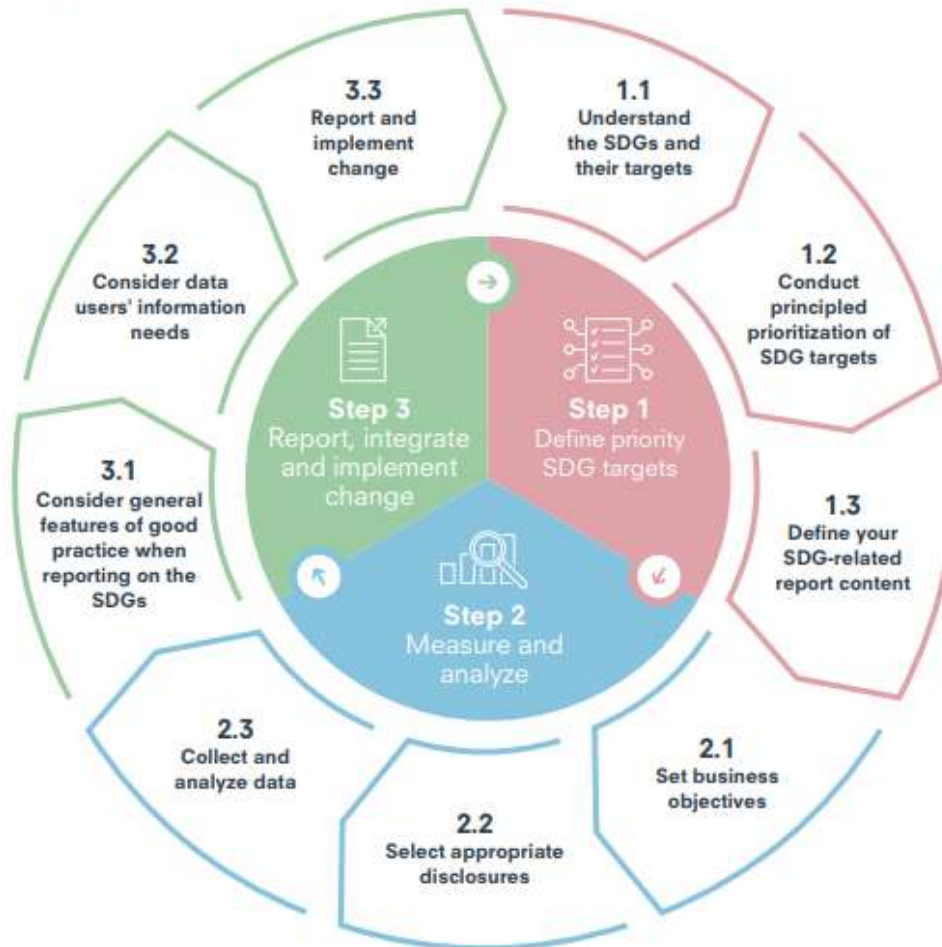 3.3
Report and
implement
change
1.1
Understand
the SDGs and
their targets
3.2
Consider data
users' information
needs
1.2
Conduct
principled
prioritization of
SDG targets
Step 3
Report, integrate
and implement
change
Step 1
Define priority
SDG targets
3.1
Consider general
features of good
practice when
reporting on the
SDGs
1.3
Define your
SDG-related
report content
Step 2
Measure and
analyze
2.3
Collect and
analyze data
2.1
Set business
objectives
2.2
Select appropriate
disclosures